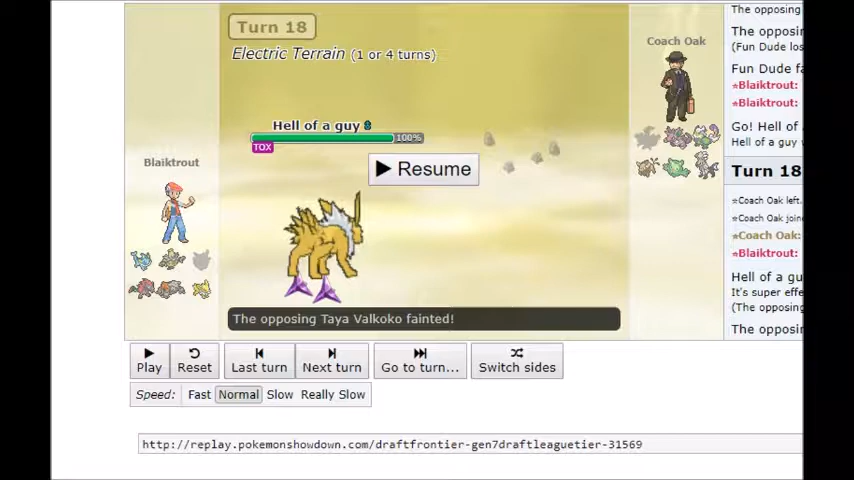 Turn 18
Electric Terrain (1 or 4 turns)
Hell of a guy
100%
TOX
Resume
Blaiktrout
Coach Oak
The opposing Taya Valkoko fainted!
The opposing
The opposin
(Fun Dude los
Fun Dude fa
☆Blaiktrout:
☆Blaiktrout:
Go! Hell of
Hell of a guy
Turn 18
☆Coach Oak left.
☆Coach Oak join
☆Coach Oak:
☆Blaiktrout:
Hell of a gu
It's super effe
(The opposing
The opposin
Play
Reset
Last turn
Next turn
Go to turn...
Switch sides
Speed:
Fast
Normal
Slow
Really Slow
http://replay.pokemonshowdown.com/draftfrontier-gen7draftleaguetier-31569